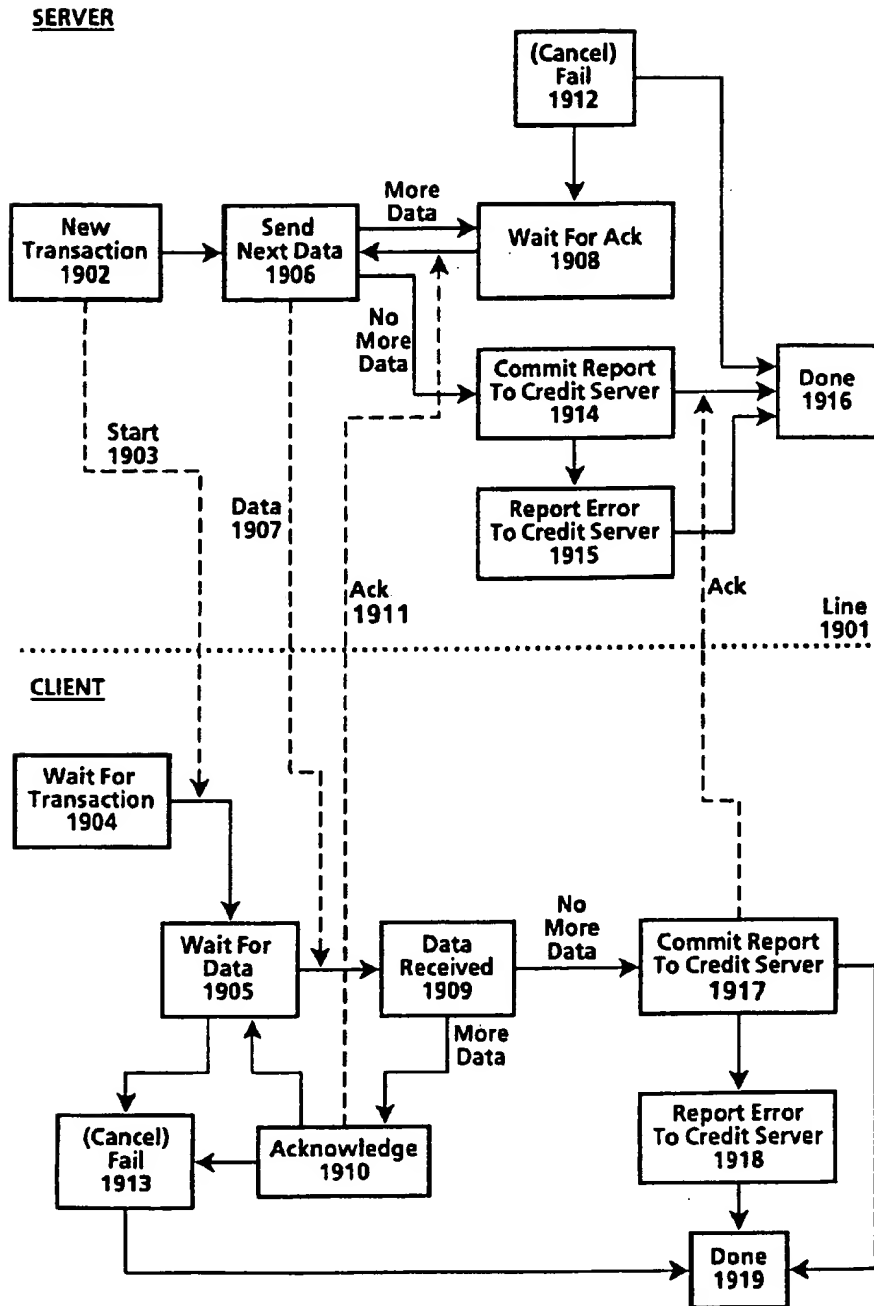 SERVER
(Cancel)
Fail
1912
New
Transaction
1902
Send
Next Data
1906
More
Data
Wait For Ack
1908
No
More
Data
Commit Report
To Credit Server
1914
Done
1916
Start
1903
Data
1907
Report Error
To Credit Server
1915
Ack
1911
Ack
Line
1901
CLIENT
Wait For
Transaction
1904
Wait For
Data
1905
Data
Received
1909
No
More
Data
Commit Report
To Credit Server
1917
More
Data
(Cancel)
Fail
1913
Acknowledge
1910
Report Error
To Credit Server
1918
Done
1919